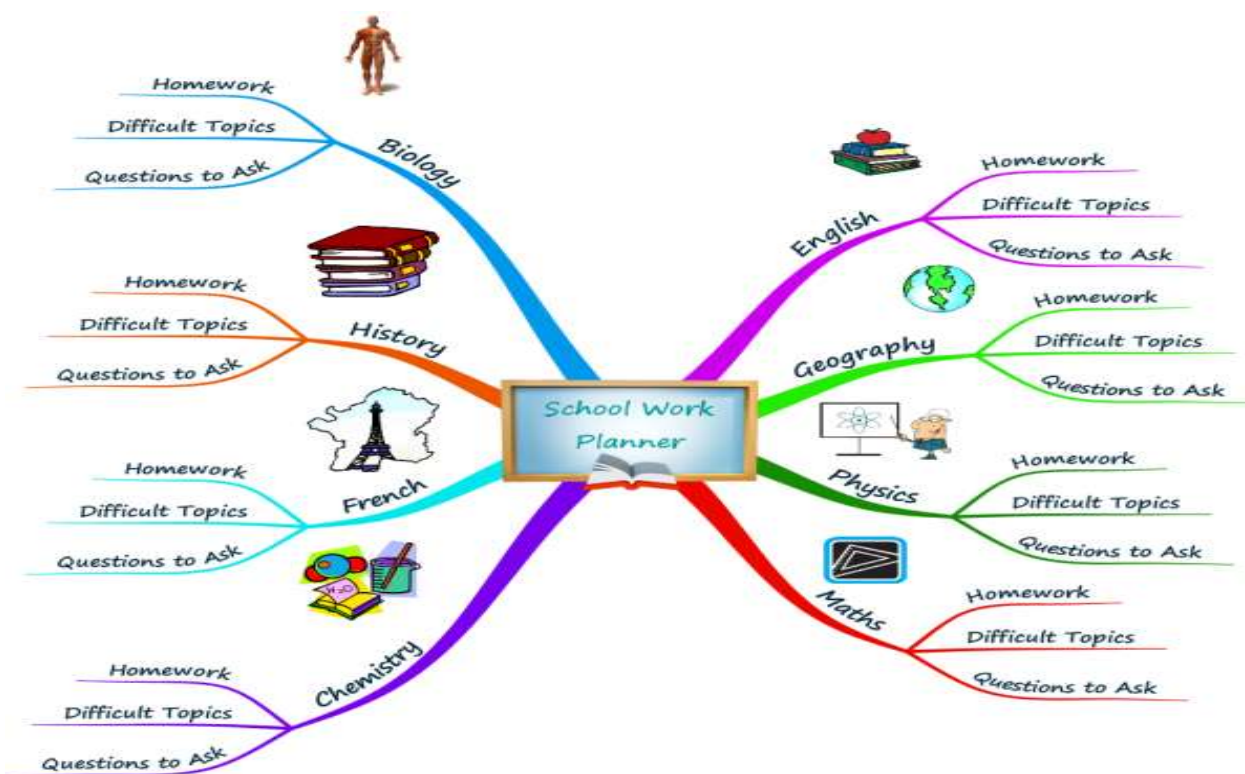 School Work
Planner
Biology
Homework
Difficult Topics
Questions to Ask
History
Homework
Difficult Topics
Questions to Ask
French
Homework
Difficult Topics
Questions to Ask
Chemistry
Homework
Difficult Topics
Questions to Ask
English
Homework
Difficult Topics
Questions to Ask
Geography
Homework
Difficult Topics
Questions to Ask
Physics
Homework
Difficult Topics
Questions to Ask
Maths
Homework
Difficult Topics
Questions to Ask